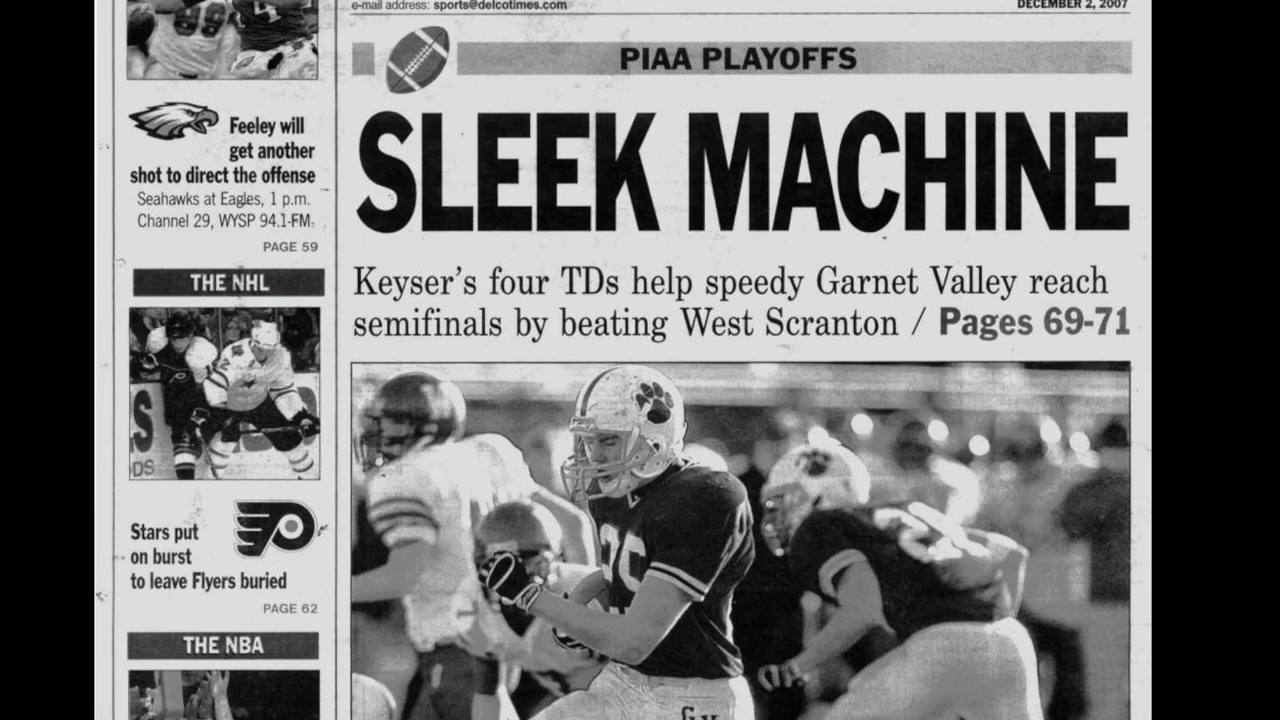 e-mail address: sports@delcotimes.com
DECEMBER 2, 2007
PIAA PLAYOFFS
SLEEK MACHINE
Keyser's four TDs help speedy Garnet Valley reach
semifinals by beating West Scranton / Pages 69-71
Feeley will
get another
shot to direct the offense
Seahawks at Eagles, 1 p.m.
Channel 29, WYSP 94.1-FM
PAGE 59
THE NHL
Stars put
on burst
to leave Flyers buried
PAGE 62
THE NBA